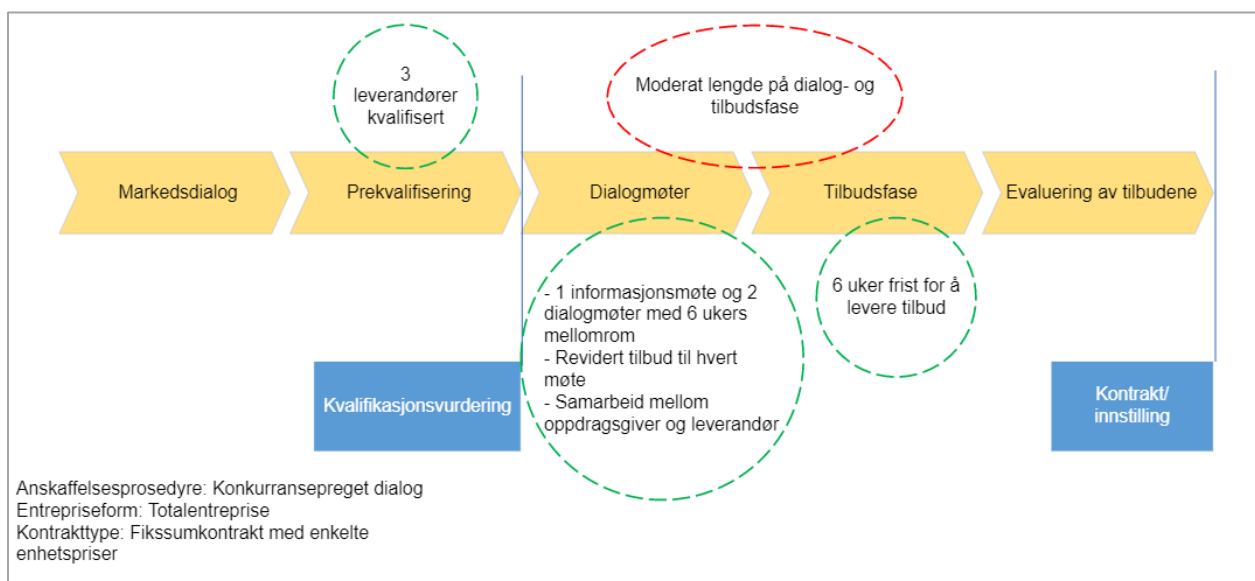 3
leverandører
kvalifisert
Moderat lengde på dialog- og
tilbudsfase
Markedsdialog
Prekvalifisering
Dialogmøter
Tilbudsfase
Evaluering av tilbudene
- 1 informasjonsmøte og 2
dialogmøter med 6 ukers
mellomrom
- Revidert tilbud til hvert
møte
- Samarbeid mellom
oppdragsgiver og leverandør
6 uker frist for å
levere tilbud
Kvalifikasjonsvurdering
Kontrakt/
innstilling
Anskaffelsesprosedyre: Konkurransepreget dialog
Entrepriseform: Totalentreprise
Kontrakttype: Fikssumkontrakt med enkelte
enhetspriser